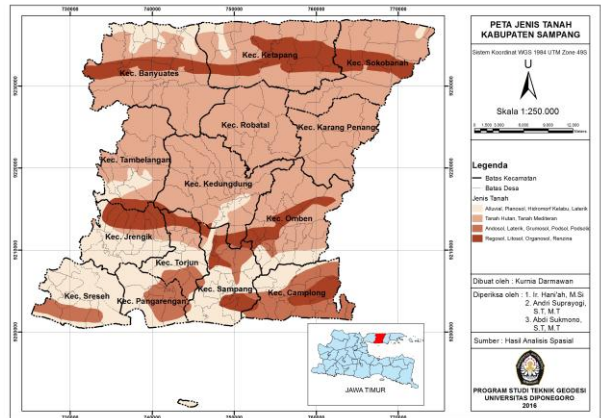 PETA JENIS TANAH
KABUPATEN SAMPANG
Sistem Koordinat WGS 1984 UTM Zone 49S
U
Skala 1:250.000
Legenda
Batas Kecamatan
Batas Desa
Jenis Tanah
Alluvial, Planosol, Hidromorf Kelabu, Laterik
Tanah Hutan, Tanah Mediteran
Andosol, Laterik, Grumosol, Podsol, Podsolik
Regosol, Litosol, Organosol, Renzina
Dibuat oleh : Kurnia Darmawan
Diperiksa oleh : 1. Ir. Hani'ah, M.Si
2. Andri Suprayogi,
S.T, M.T
3. Abdi Sukmono,
S.T, M.T
Sumber : Hasil Analisis Spasial
PROGRAM STUDI TEKNIK GEODESI
UNIVERSITAS DIPONEGORO
2016
Kec. Ketapang
Kec. Sokobanah
Kec. Banyuates
Kec. Robatal
Kec. Karang Penang
Kec. Tambelangan
Kec. Kedungdung
Kec. Omben
Kec. Jrengik
Kec. Torjun
Kec. Sreseh
Kec. Pangarengan
Kec. Sampang
Kec. Camplong
JAWA TIMUR